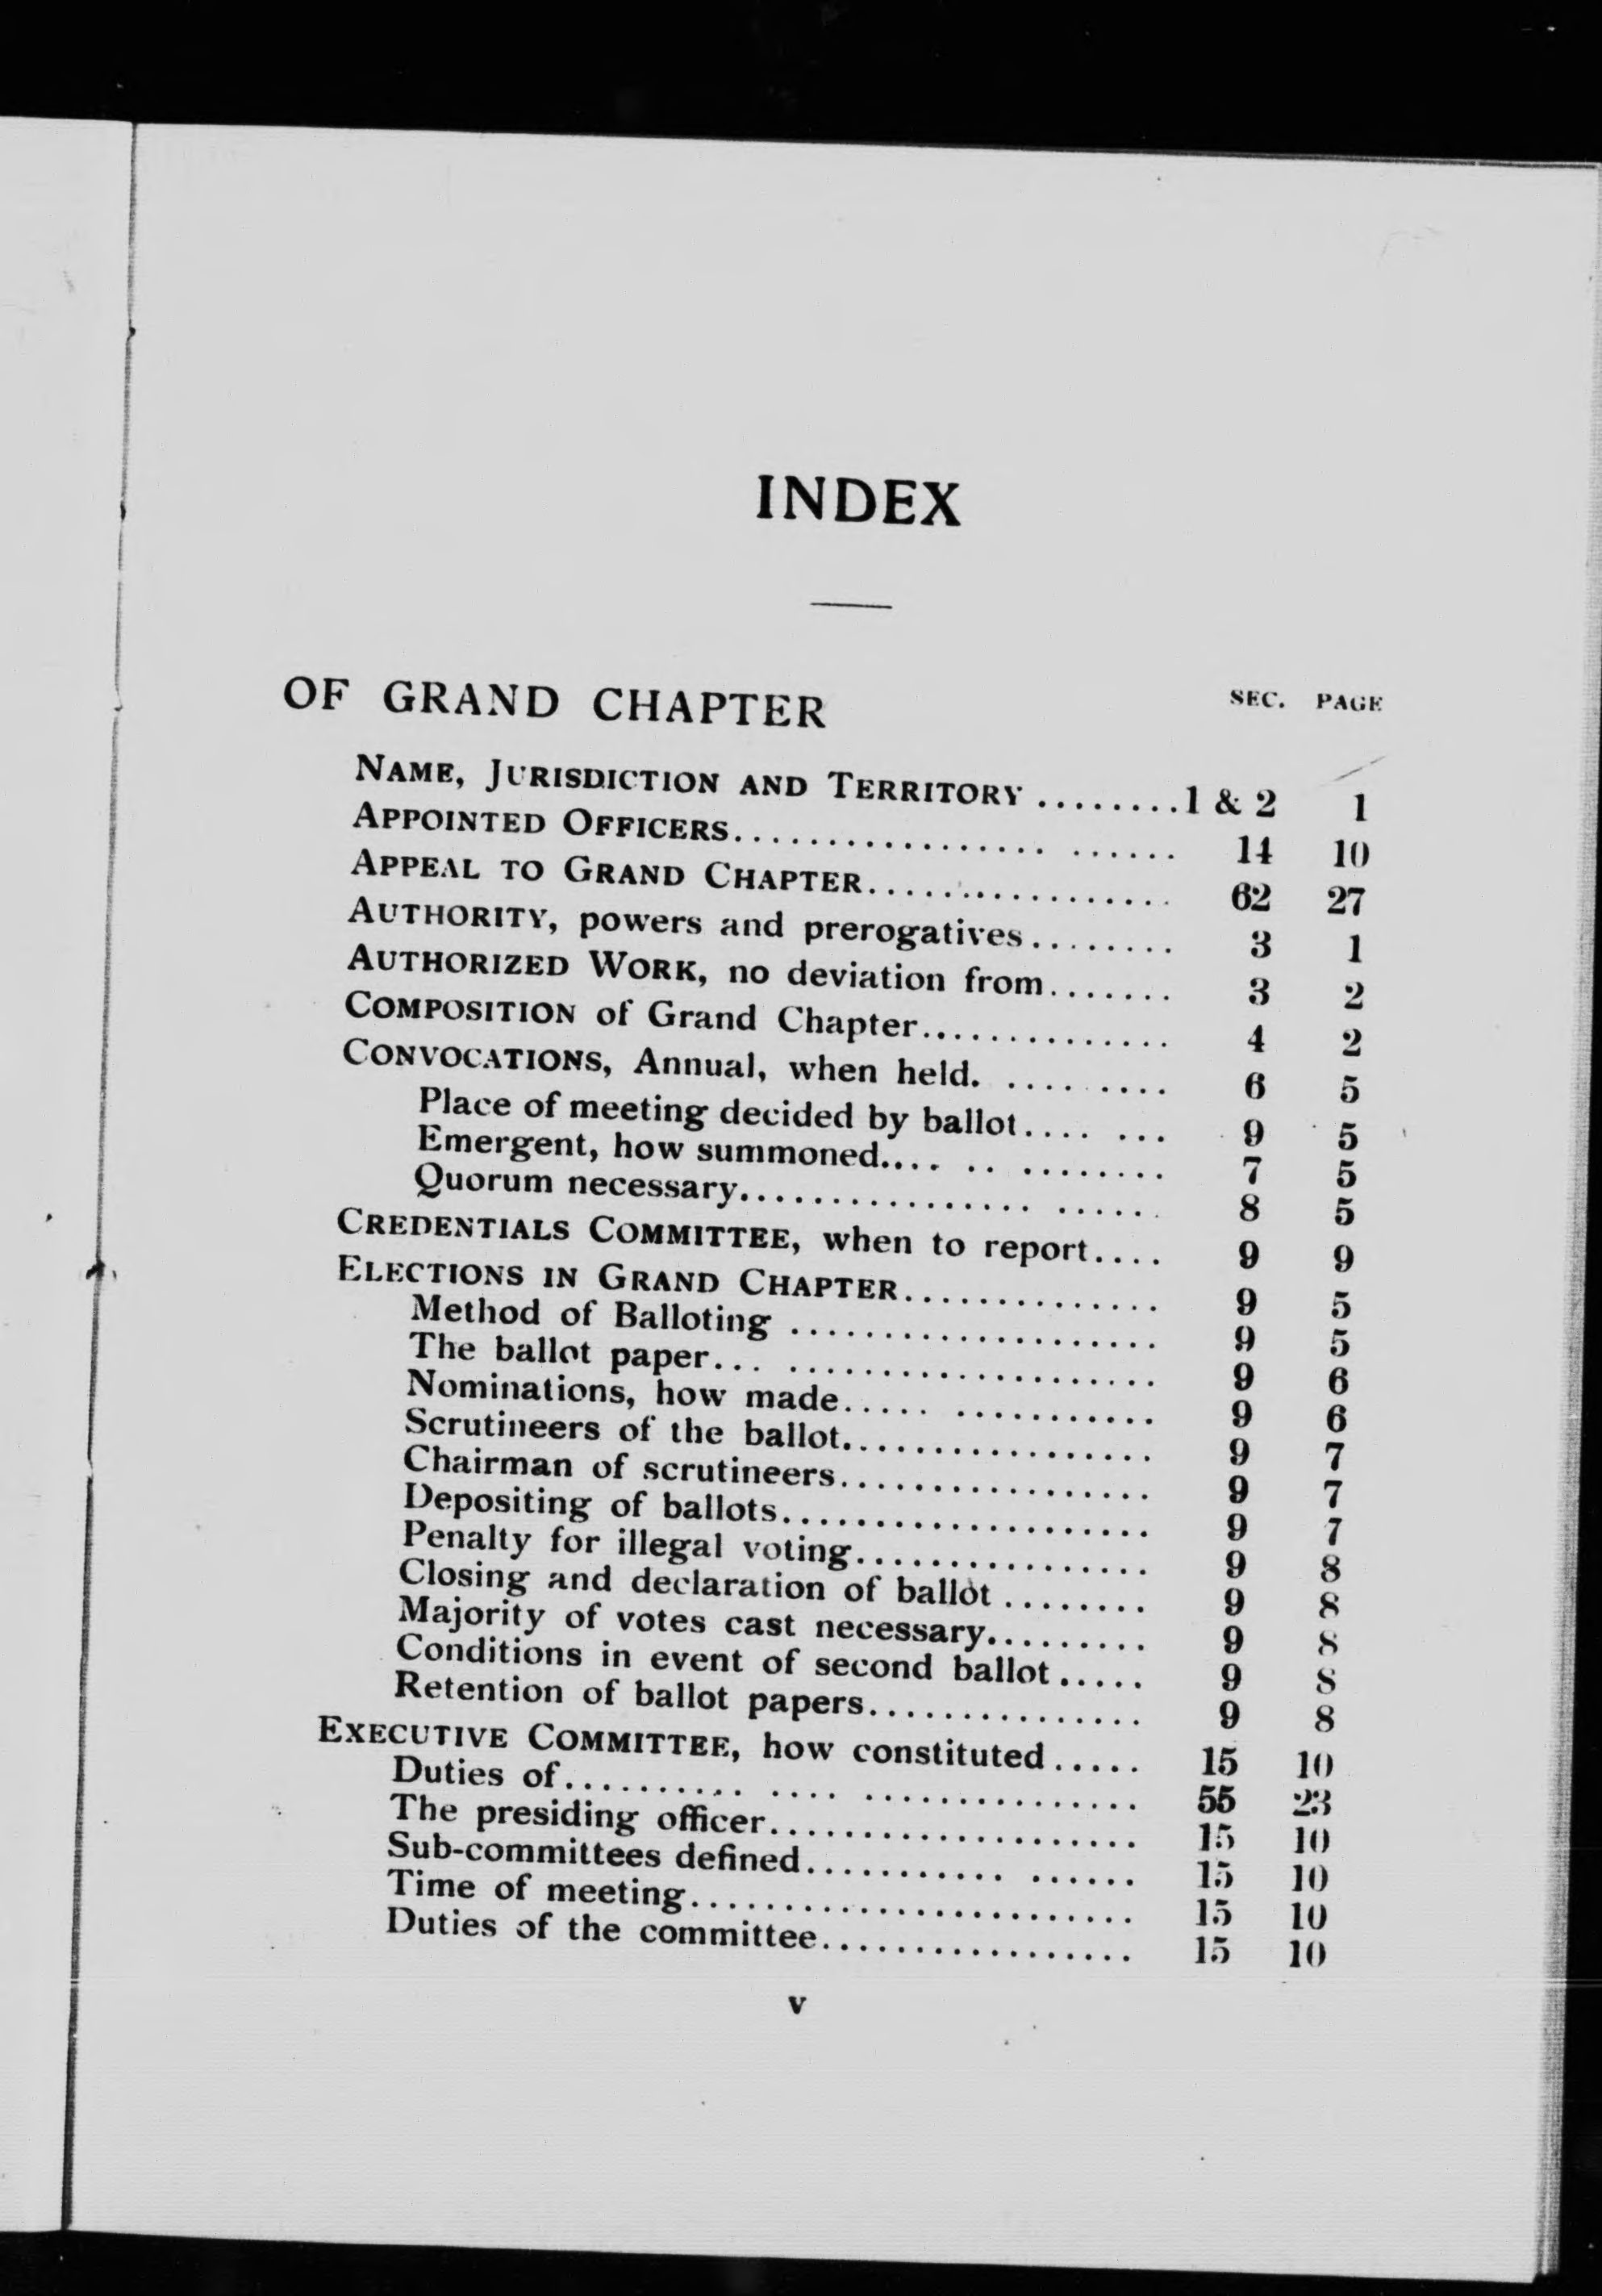 INDEX
OF GRAND CHAPTER SEC. PAGE
NAME, JURISDICTION AND TERRITORY ........1 & 2 1
APPOINTED OFFICERS................. ...... 14 10
APPEAL TO GRAND CHAPTER................. 62 27
AUTHORITY, powers and prerogatives........ 3 1
AUTHORIZED WORK, no deviation from....... 3 2
COMPOSITION of Grand Chapter.............. 4 2
CONVOCATIONS, Annual, when held. ......... 6 5
Place of meeting decided by ballot.... ... 9 5
Emergent, how summoned.... .. ........ 7 5
Quorum necessary................ ...... 8 5
CREDENTIALS COMMITTEE, when to report.... 9 9
ELECTIONS IN GRAND CHAPTER.............. 9 5
Method of Balloting .................... 9 5
The ballot paper... .................... 9 6
Nominations, how made..... ........... 9 6
Scrutineers of the ballot................. 9 7
Chairman of scrutineers................. 9 7
Depositing of ballots.................... 9 7
Penalty for illegal voting................ 9 8
Closing and declaration of ballot ........ 9 8
Majority of votes cast necessary......... 9 8
Conditions in event of second ballot..... 9 8
Retention of ballot papers............... 9 8
EXECUTIVE COMMITTEE, how constituted..... 15 10
Duties of.......... .... ............... 55 23
The presiding officer.................... 15 10
Sub-committees defined........... ...... 15 10
Time of meeting........................ 15 10
Duties of the committee................. 15 10
v